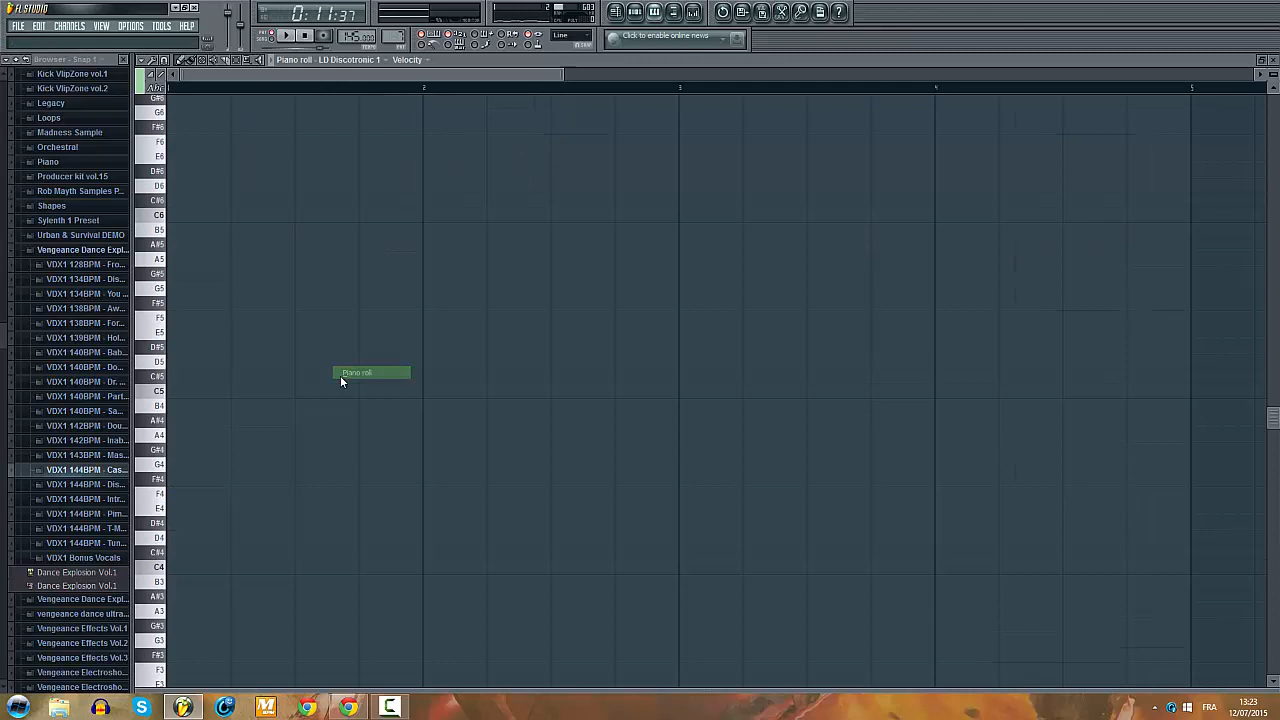 FL STUDIO
FILE EDIT CHANNELS VIEW OPTIONS TOOLS HELP
0:11:37
145.000
Line
Click to enable online news
Browser - Snap 1
Piano roll - LD Discotronic 1 Velocity
Abc
2 3 4 5
Kick VlipZone vol.1
Kick VlipZone vol.2
Legacy
Loops
Madness Sample
Orchestral
Piano
Producer kit vol.15
Rob Mayth Samples P...
Shapes
Sylenth 1 Preset
Urban & Survival DEMO
Vengeance Dance Expl...
VDX1 128BPM - Fro...
VDX1 134BPM - Dis...
VDX1 134BPM - You ...
VDX1 138BPM - Aw...
VDX1 138BPM - For...
VDX1 139BPM - Hol...
VDX1 140BPM - Bab...
VDX1 140BPM - Do...
VDX1 140BPM - Dr. ...
VDX1 140BPM - Part...
VDX1 140BPM - Sa...
VDX1 142BPM - Dou...
VDX1 142BPM - Inab...
VDX1 143BPM - Mas...
VDX1 144BPM - Cas...
VDX1 144BPM - Dis...
VDX1 144BPM - Intr...
VDX1 144BPM - Pim...
VDX1 144BPM - T-M...
VDX1 144BPM - Tun...
VDX1 Bonus Vocals
Dance Explosion Vol.1
Dance Explosion Vol.1
Vengeance Dance Expl...
vengeance dance ultra...
Vengeance Effects Vol.1
Vengeance Effects Vol.2
Vengeance Effects Vol.3
Vengeance Electrosho...
Vengeance Electrosho...
G#6
G6
F#6
F6
E6
D#6
D6
C#6
C6
B5
A#5
A5
G#5
G5
F#5
F5
E5
D#5
D5
C#5
C5
B4
A#4
A4
G#4
G4
F#4
F4
E4
D#4
D4
C#4
C4
B3
A#3
A3
G#3
G3
F#3
F3
E3
Piano roll
FRA
13:23
12/07/2015